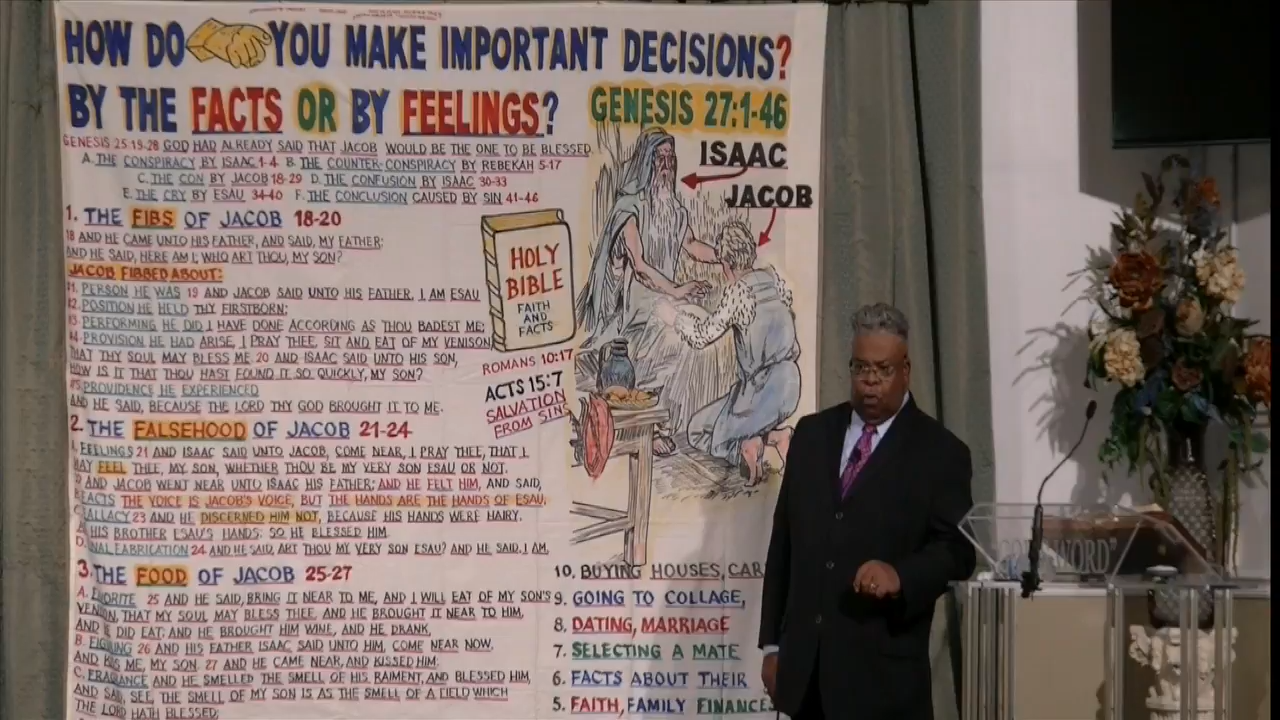 HOW DO YOU MAKE IMPORTANT DECISIONS?
BY THE FACTS OR BY FEELINGS?
GENESIS 27:1-46
GENESIS 25:19-28 GOD HAD ALREADY SAID THAT JACOB WOULD BE THE ONE TO BE BLESSED.
A. THE CONSPIRACY BY ISAAC 1-4 B. THE COUNTER-CONSPIRACY BY REBEKAH 5-17
C. THE CON BY JACOB 18-29 D. THE CONFUSION BY ISAAC 30-33
E. THE CRY BY ESAU 34-40 F. THE CONCLUSION CAUSED BY SIN 41-46
1. THE FIBS OF JACOB 18-20
18 AND HE CAME UNTO HIS FATHER, AND SAID, MY FATHER:
AND HE SAID, HERE AM I; WHO ART THOU, MY SON?
JACOB FIBBED ABOUT:
#1. PERSON HE WAS 19 AND JACOB SAID UNTO HIS FATHER, I AM ESAU
#2. POSITION HE HELD THY FIRSTBORN;
#3 PERFORMING HE DID I HAVE DONE ACCORDING AS THOU BADEST ME;
#4 PROVISION HE HAD ARISE, I PRAY THEE, SIT AND EAT OF MY VENISON,
THAT THY SOUL MAY BLESS ME. 20 AND ISAAC SAID UNTO HIS SON,
HOW IS IT THAT THOU HAST FOUND IT SO QUICKLY, MY SON?
#5 PROVIDENCE HE EXPERIENCED
AND HE SAID, BECAUSE THE LORD THY GOD BROUGHT IT TO ME.
2. THE FALSEHOOD OF JACOB 21-24
FEELINGS 21 AND ISAAC SAID UNTO JACOB, COME NEAR, I PRAY THEE, THAT I
MAY FEEL THEE, MY SON, WHETHER THOU BE MY VERY SON ESAU OR NOT.
AND JACOB WENT NEAR UNTO ISAAC HIS FATHER; AND HE FELT HIM, AND SAID,
THE VOICE IS JACOB'S VOICE, BUT THE HANDS ARE THE HANDS OF ESAU.
23 AND HE DISCERNED HIM NOT, BECAUSE HIS HANDS WERE HAIRY,
HIS BROTHER ESAU'S HANDS: SO HE BLESSED HIM.
D. FABRICATION 24 AND HE SAID, ART THOU MY VERY SON ESAU? AND HE SAID, I AM.
3. THE FOOD OF JACOB 25-27
A. 25 AND HE SAID, BRING IT NEAR TO ME, AND I WILL EAT OF MY SON'S
VENISON, THAT MY SOUL MAY BLESS THEE. AND HE BROUGHT IT NEAR TO HIM,
AND HE DID EAT: AND HE BROUGHT HIM WINE, AND HE DRANK.
B. 26 AND HIS FATHER ISAAC SAID UNTO HIM, COME NEAR NOW,
AND KISS ME, MY SON. 27 AND HE CAME NEAR, AND KISSED HIM:
C. FRAGRANCE AND HE SMELLED THE SMELL OF HIS RAIMENT, AND BLESSED HIM,
AND SAID, SEE, THE SMELL OF MY SON IS AS THE SMELL OF A FIELD WHICH
THE LORD HATH BLESSED:
HOLY
BIBLE
FAITH
AND
FACTS
ROMANS 10:17
ACTS 15:7
SALVATION
FROM SIN
ISAAC
JACOB
10. BUYING HOUSES, CAR
9. GOING TO COLLAGE,
8. DATING, MARRIAGE
7. SELECTING A MATE
6. FACTS ABOUT THEIR
5. FAITH, FAMILY FINANCES
WORD"